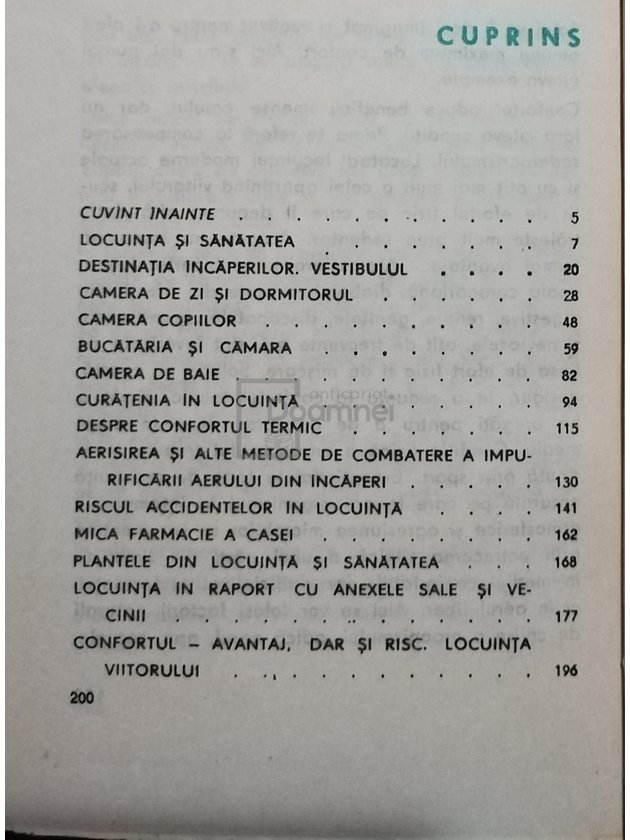 CUPRINS
CUVÎNT ÎNAINTE . . . . . . . . 5
LOCUINȚA ȘI SĂNĂTATEA . . . . . . . 7
DESTINAȚIA ÎNCĂPERILOR. VESTIBULUL . . . . 20
CAMERA DE ZI ȘI DORMITORUL . . . . . . 28
CAMERA COPIILOR . . . . . . . . . 48
BUCĂTĂRIA ȘI CĂMARA . . . . . . . 59
CAMERA DE BAIE . . . . . . . . . 82
CURĂȚENIA ÎN LOCUINȚĂ . . . . . . . 94
DESPRE CONFORTUL TERMIC . . . . . . 115
AERISIREA ȘI ALTE METODE DE COMBATERE A IMPU-
RIFICĂRII AERULUI DIN ÎNCĂPERI . . . . 130
RISCUL ACCIDENTELOR ÎN LOCUINȚĂ . . . . 141
MICA FARMACIE A CASEI . . . . . . . 162
PLANTELE DIN LOCUINȚĂ ȘI SĂNĂTATEA . . . 168
LOCUINȚA ÎN RAPORT CU ANEXELE SALE ȘI VE-
CINII . . . . . . . . . . . 177
CONFORTUL – AVANTAJ, DAR ȘI RISC. LOCUINȚA
VIITORULUI . . . . . . . . . 196
200
anticariat
Doamnei